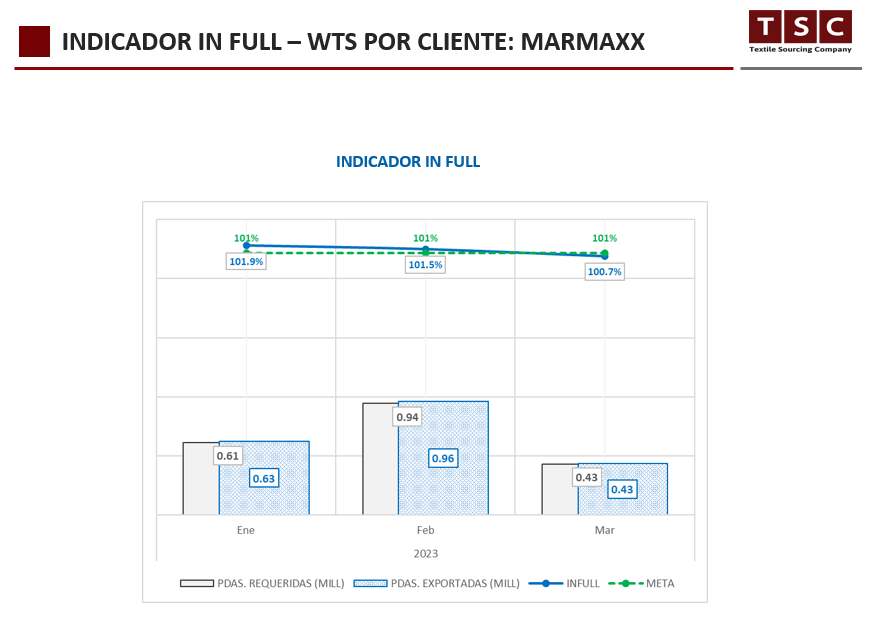 INDICADOR IN FULL – WTS POR CLIENTE: MARMAXX
T S C
Textile Sourcing Company
INDICADOR IN FULL
101% 101% 101%
101.9% 101.5% 100.7%
0.94
0.61 0.96
0.63 0.43 0.43
Ene Feb Mar
2023
PDAS. REQUERIDAS (MILL) PDAS. EXPORTADAS (MILL) INFULL META